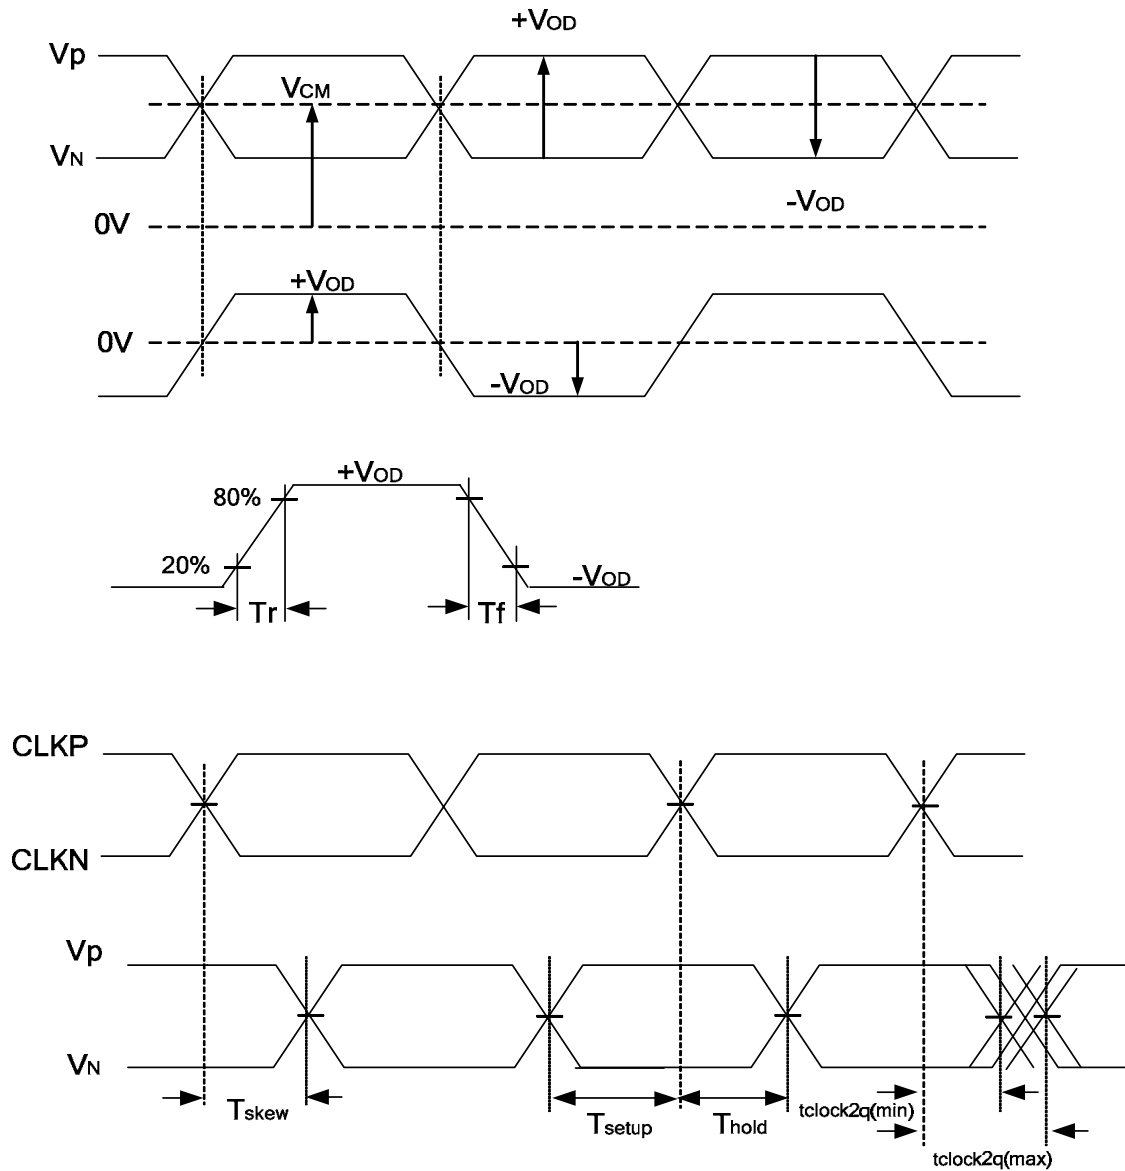 +VOD
Vp
VCM
VN
-VOD
0V
+VOD
0V
-VOD
+VOD
80%
20%
-VOD
Tr
Tf
CLKP
CLKN
Vp
VN
Tskew
Tsetup
Thold
tclock2q(min)
tclock2q(max)